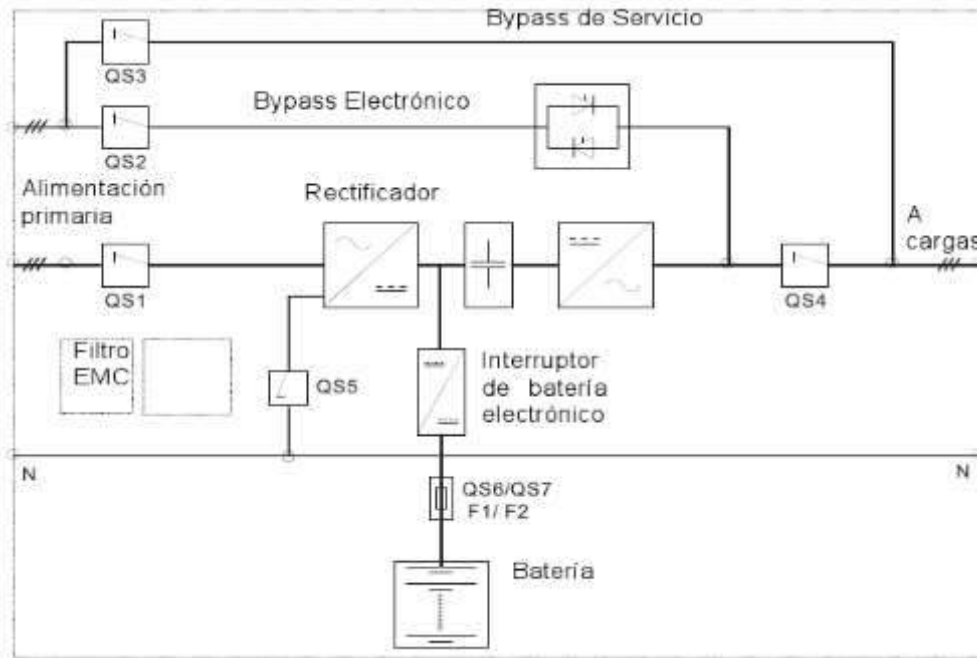 Bypass de Servicio
QS3
Bypass Electrónico
QS2
Alimentación
primaria
Rectificador
A
cargas
QS1
QS4
Filtro
EMC
QS5
Interruptor
de batería
electrónico
N
N
QS6/QS7
F1/ F2
Batería